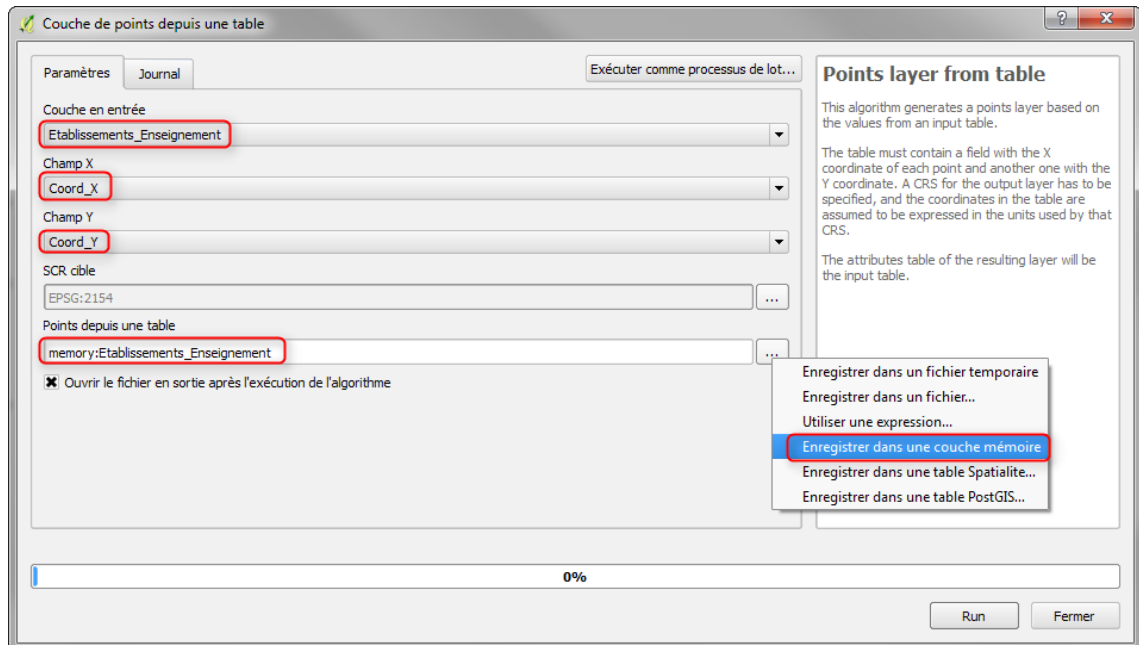 Couche de points depuis une table
Paramètres
Journal
Exécuter comme processus de lot...
Couche en entrée
Etablissements_Enseignement
Champ X
Coord_X
Champ Y
Coord_Y
SCR cible
EPSG:2154
...
Points depuis une table
memory:Etablissements_Enseignement
...
Ouvrir le fichier en sortie après l'exécution de l'algorithme
Enregistrer dans un fichier temporaire
Enregistrer dans un fichier...
Utiliser une expression...
Enregistrer dans une couche mémoire
Enregistrer dans une table Spatialite...
Enregistrer dans une table PostGIS...
Points layer from table
This algorithm generates a points layer based on
the values from an input table.
The table must contain a field with the X
coordinate of each point and another one with the
Y coordinate. A CRS for the output layer has to be
specified, and the coordinates in the table are
assumed to be expressed in the units used by that
CRS.
The attributes table of the resulting layer will be
the input table.
0%
Run
Fermer